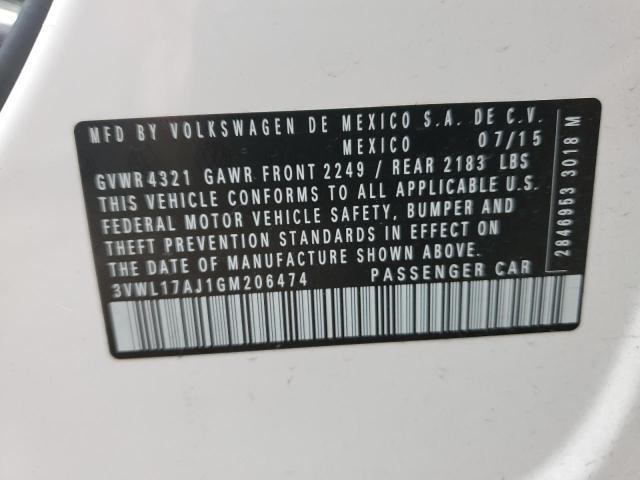 MFD BY VOLKSWAGEN DE MEXICO S.A. DE C.V.
MEXICO 07/15
GVWR 4321 GAWR FRONT 2249 / REAR 2183 LBS
THIS VEHICLE CONFORMS TO ALL APPLICABLE U.S.
FEDERAL MOTOR VEHICLE SAFETY, BUMPER AND
THEFT PREVENTION STANDARDS IN EFFECT ON
THE DATE OF MANUFACTURE SHOWN ABOVE.
3VWL17AJ1GM206474 PASSENGER CAR
2846953 3018 M